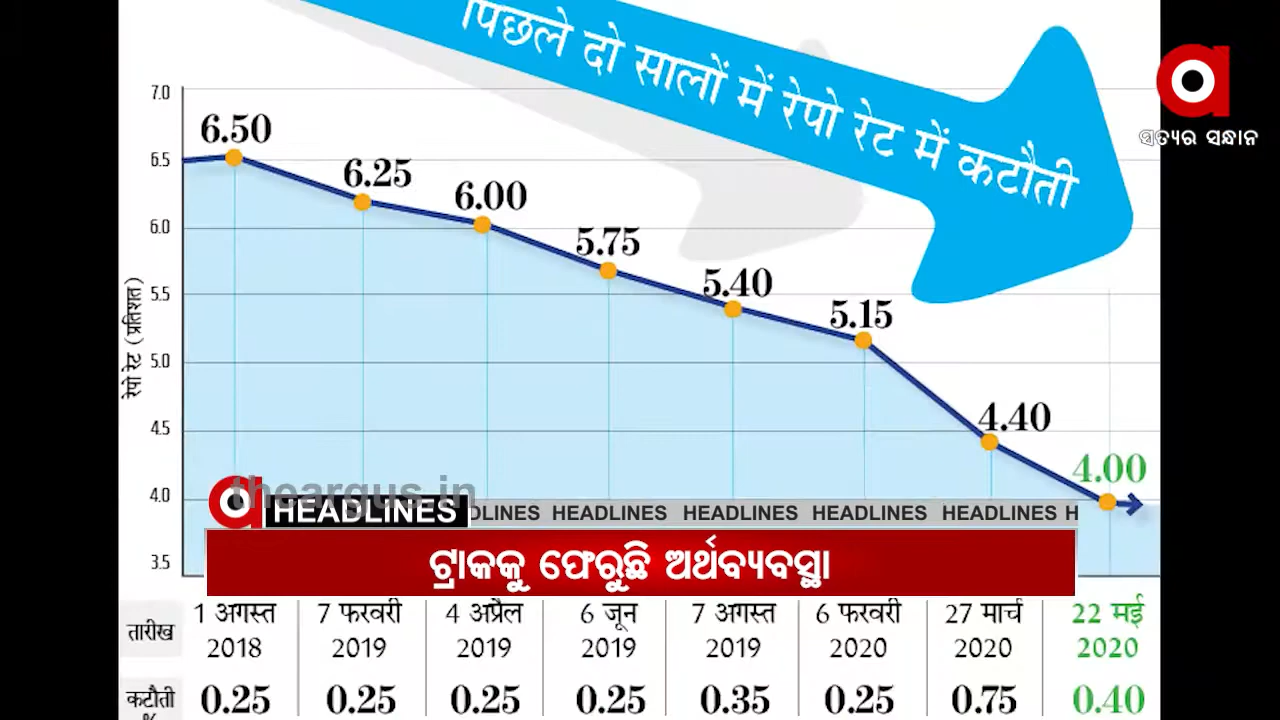 पिछले दो सालों में रेपो रेट में कटौती
ସତ୍ୟର ସନ୍ଧାନ
7.0
6.5
6.0
5.5
5.0
4.5
4.0
3.5
रेपो रेट (प्रतिशत)
6.50
6.25
6.00
5.75
5.40
5.15
4.40
4.00
theargus.in
HEADLINES DLINES HEADLINES HEADLINES HEADLINES HEADLINES H
ଟ୍ରାକକୁ ଫେରୁଛି ଅର୍ଥବ୍ୟବସ୍ଥା
तारीख 1 अगस्त 2018 7 फरवरी 2019 4 अप्रैल 2019 6 जून 2019 7 अगस्त 2019 6 फरवरी 2020 27 मार्च 2020 22 मई 2020
कटौती % 0.25 0.25 0.25 0.25 0.35 0.25 0.75 0.40